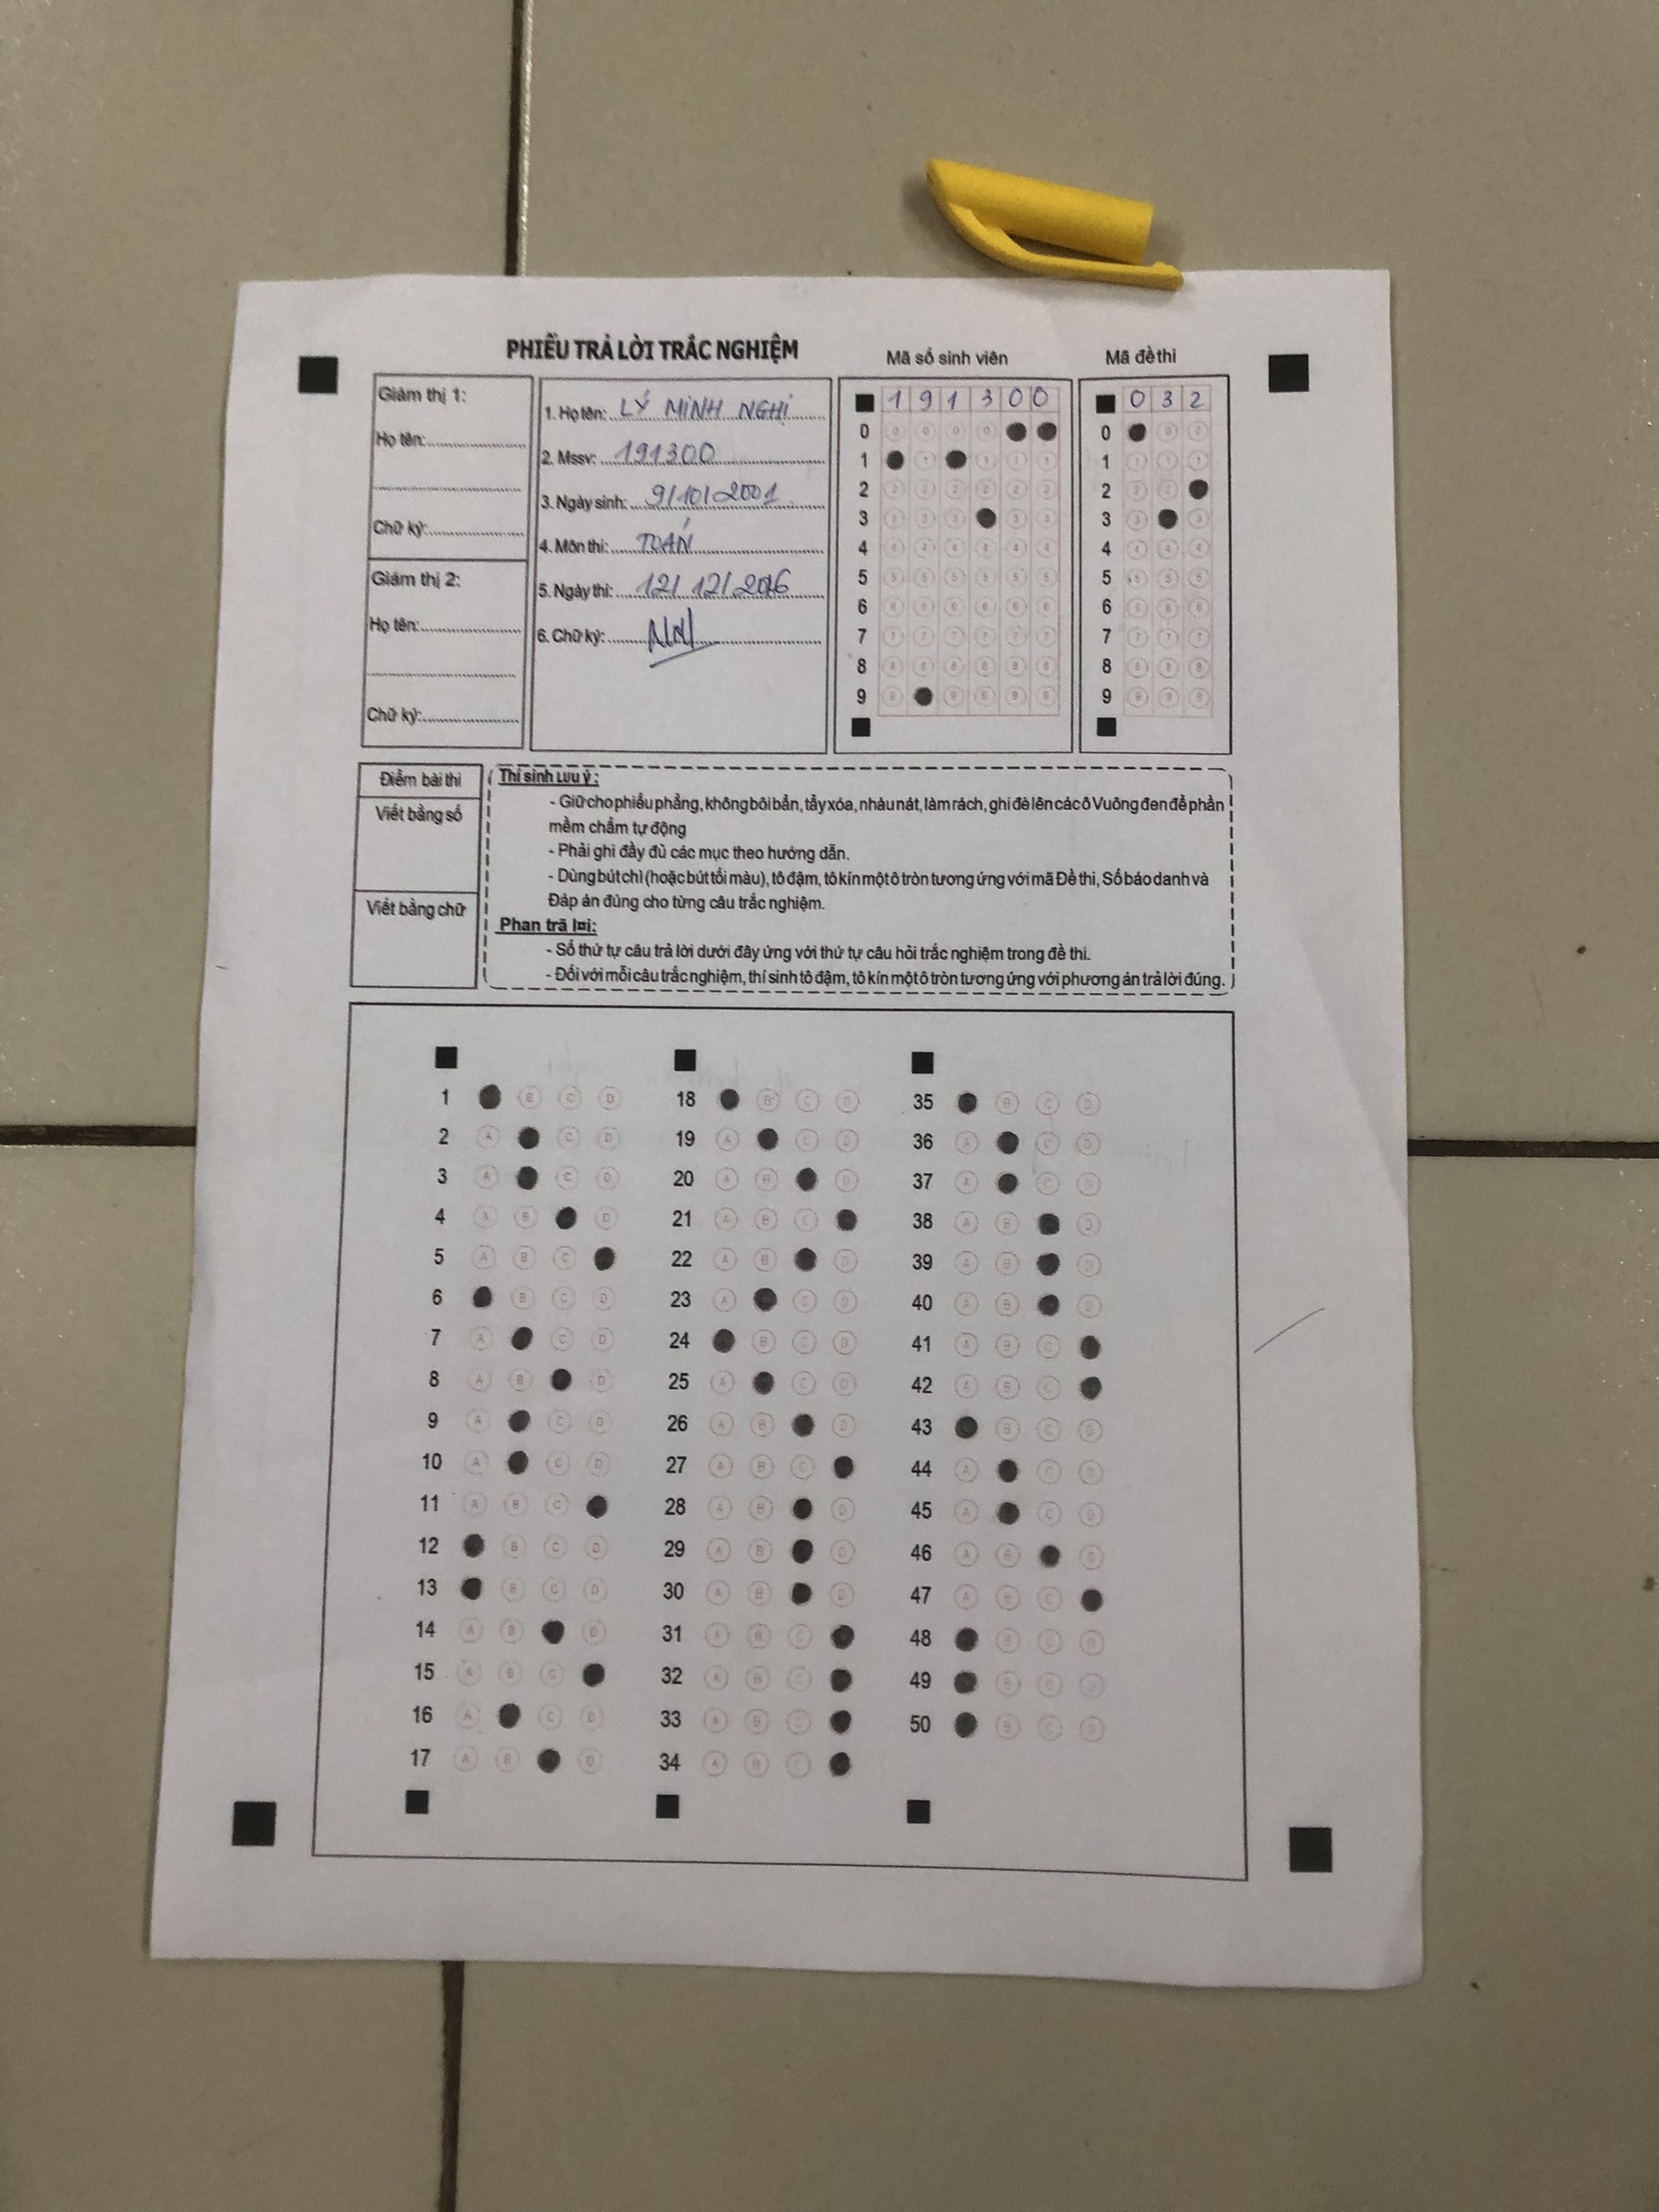 PHIẾU TRẢ LỜI TRẮC NGHIỆM
Giám thị 1:
Họ tên:
Chữ ký:
Giám thị 2:
Họ tên:
Chữ ký:
1. Họ tên: LÝ MINH NGHỊ
2. Mssv: 191300
3. Ngày sinh: 9/10/2001
4. Môn thi: TOÁN
5. Ngày thi: 12/12/2016
6. Chữ ký:
Mã số sinh viên
1 9 1 3 0 0
0
1
2
3
4
5
6
7
8
9
Mã đề thi
0 3 2
0
1
2
3
4
5
6
7
8
9
Điểm bài thi
Viết bằng số
Viết bằng chữ
Thí sinh Lưu ý:
- Giữ cho phiếu phẳng, không bôi bẩn, tẩy xóa, nhàu nát, làm rách, ghi đè lên các ô Vuông đen để phần
mềm chấm tự động
- Phải ghi đầy đủ các mục theo hướng dẫn.
- Dùng bút chì (hoặc bút tối màu), tô đậm, tô kín một ô tròn tương ứng với mã Đề thi, Số báo danh và
Đáp án đúng cho từng câu trắc nghiệm.
Phan trã lời:
- Số thứ tự câu trả lời dưới đây ứng với thứ tự câu hỏi trắc nghiệm trong đề thi.
- Đối với mỗi câu trắc nghiệm, thí sinh tô đậm, tô kín một ô tròn tương ứng với phương án trả lời đúng.
1 B C D
2 A C D
3 A C D
4 A B D
5 A B C
6 B C D
7 A C D
8 A B D
9 A C D
10 A C D
11 A B C
12 B C D
13 B C D
14 A B D
15 A B C
16 A C D
17 A B D
18 B C D
19 A C D
20 A B D
21 A B C
22 A B D
23 A C D
24 B C D
25 A C D
26 A B D
27 A B C
28 A B D
29 A B D
30 A B D
31 A B C
32 A B C
33 A B C
34 A B C
35 B C D
36 A C D
37 A C D
38 A B D
39 A B D
40 A B D
41 A B C
42 A B C
43 B C D
44 A C D
45 A C D
46 A B D
47 A B C
48 B C D
49 B C D
50 B C D